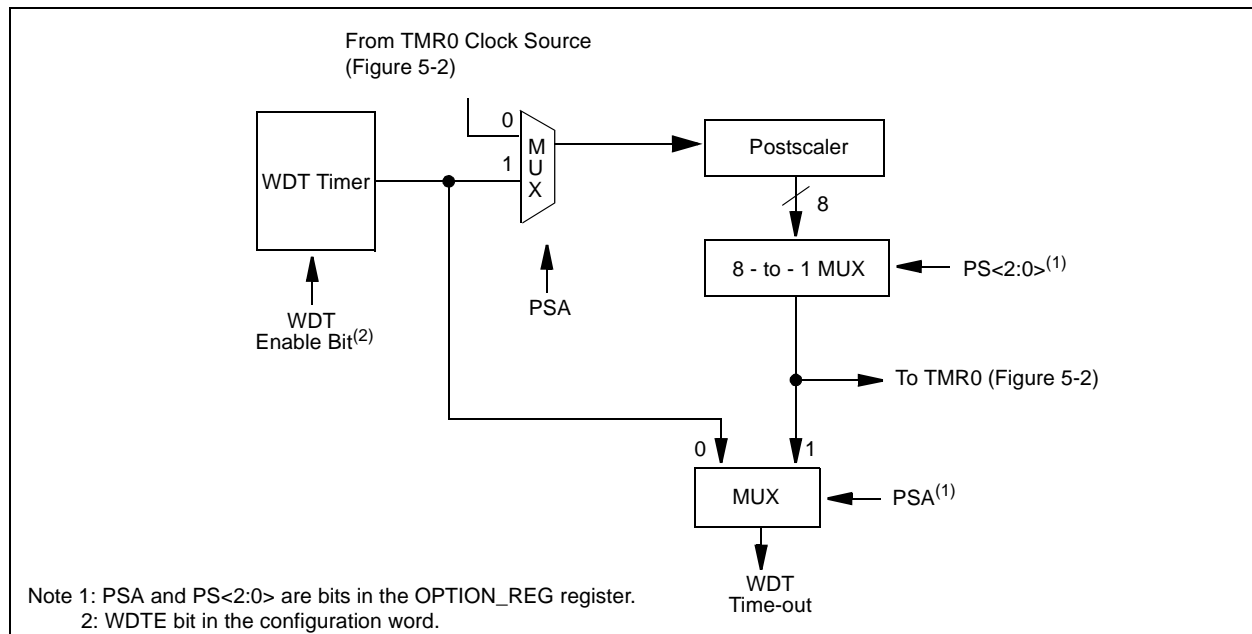 From TMR0 Clock Source
(Figure 5-2)
0
1
M
U
X
WDT Timer
Postscaler
8
8 - to - 1 MUX
PS<2:0>(1)
PSA
WDT
Enable Bit(2)
To TMR0 (Figure 5-2)
0 1
MUX
PSA(1)
WDT
Time-out
Note 1: PSA and PS<2:0> are bits in the OPTION_REG register.
2: WDTE bit in the configuration word.